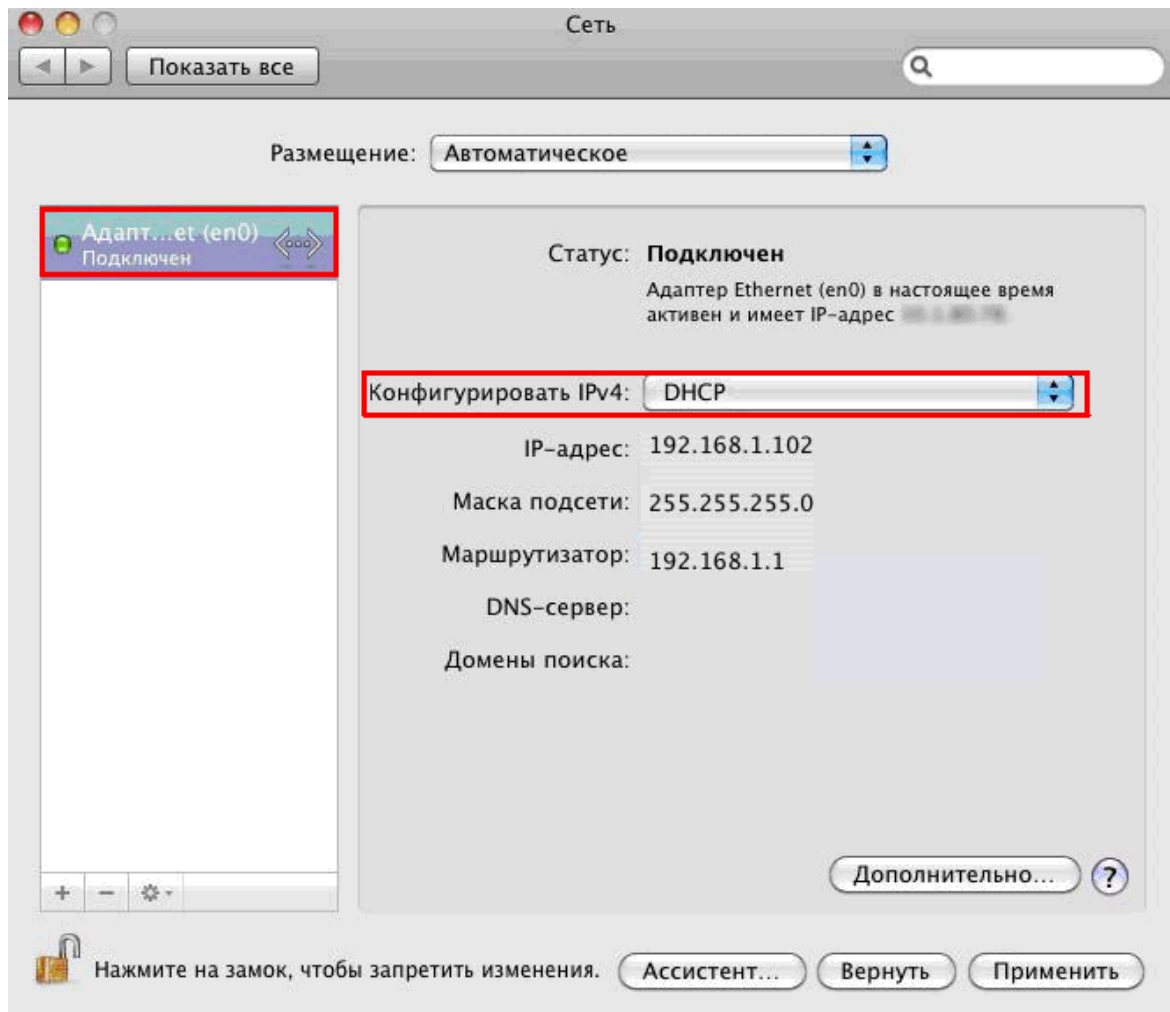 Сеть
Показать все
Размещение: Автоматическое
Адапт...et (en0)
Подключен
Статус: Подключен
Адаптер Ethernet (en0) в настоящее время
активен и имеет IP-адрес
Конфигурировать IPv4: DHCP
IP-адрес: 192.168.1.102
Маска подсети: 255.255.255.0
Маршрутизатор: 192.168.1.1
DNS-сервер:
Домены поиска:
Дополнительно... ?
Нажмите на замок, чтобы запретить изменения. Ассистент... Вернуть Применить